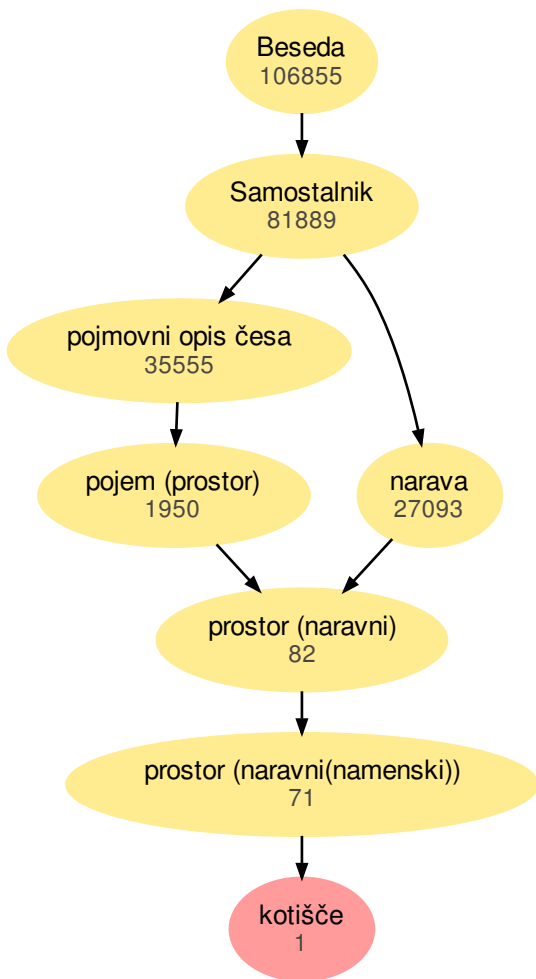 Beseda
106855
Samostalnik
81889
pojmovni opis česa
35555
pojem (prostor)
1950
narava
27093
prostor (naravni)
82
prostor (naravni(namenski))
71
kotišče
1